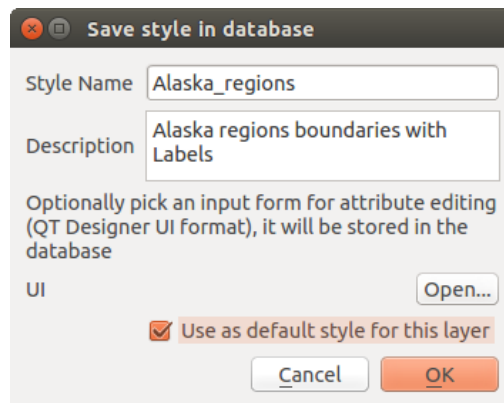 Save style in database
Style Name Alaska_regions
Description Alaska regions boundaries with
Labels
Optionally pick an input form for attribute editing
(QT Designer UI format), it will be stored in the
database
UI Open...
Use as default style for this layer
Cancel OK